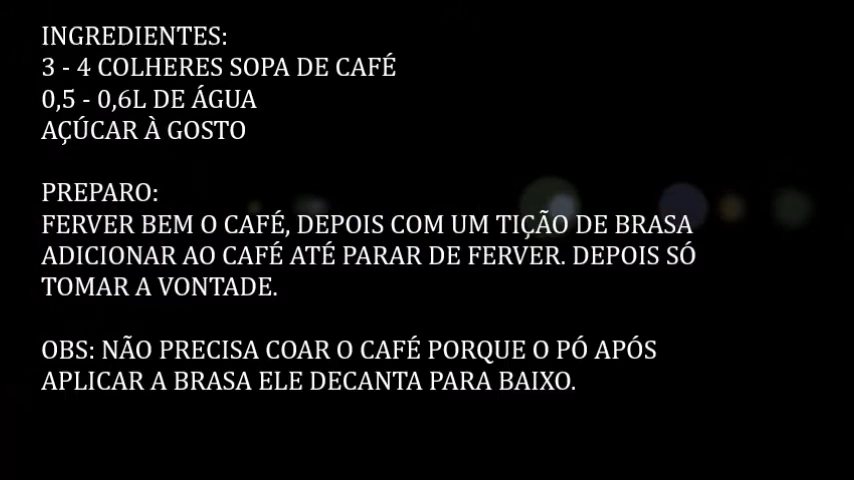 INGREDIENTES:
3 - 4 COLHERES SOPA DE CAFÉ
0,5 - 0,6L DE ÁGUA
AÇÚCAR À GOSTO
PREPARO:
FERVER BEM O CAFÉ, DEPOIS COM UM TIÇÃO DE BRASA
ADICIONAR AO CAFÉ ATÉ PARAR DE FERVER. DEPOIS SÓ
TOMAR A VONTADE.
OBS: NÃO PRECISA COAR O CAFÉ PORQUE O PÓ APÓS
APLICAR A BRASA ELE DECANTA PARA BAIXO.